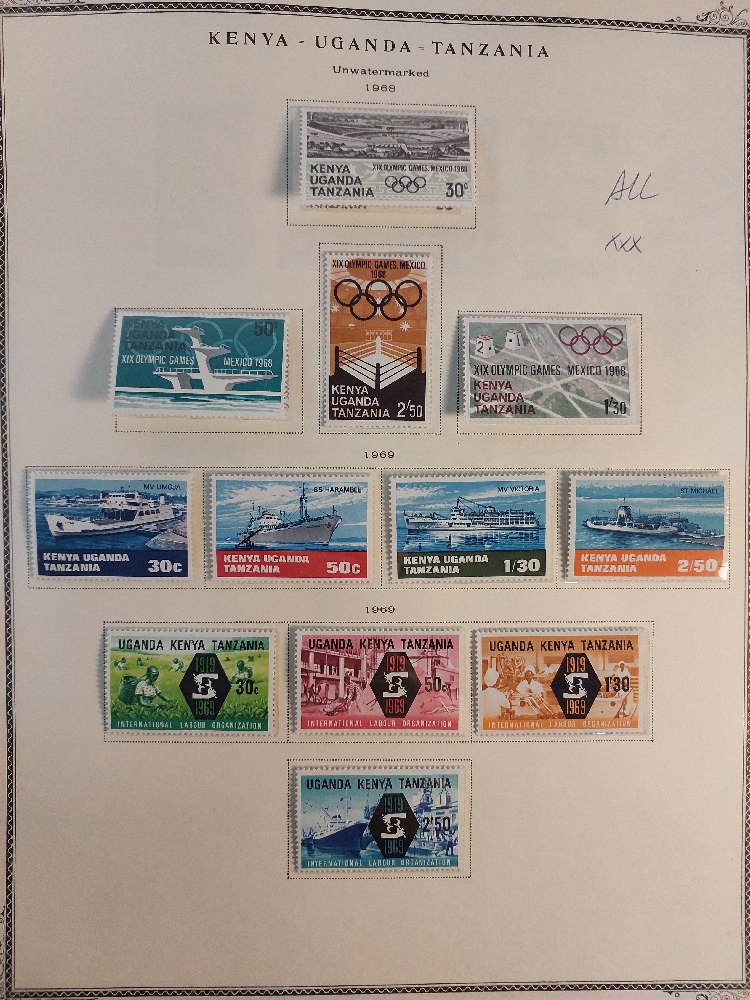 KENYA - UGANDA - TANZANIA
Unwatermarked
1968
KENYA
UGANDA
TANZANIA
XIX OLYMPIC GAMES, MEXICO 1968
30c
ALL
xxx
XIX OLYMPIC GAMES, MEXICO
1968
KENYA
UGANDA
TANZANIA
2/50
KENYA
UGANDA
TANZANIA
50c
XIX OLYMPIC GAMES MEXICO 1968
2
XIX OLYMPIC GAMES, MEXICO 1968
KENYA
UGANDA
TANZANIA
1/30
1969
MV UMOJA
KENYA UGANDA
TANZANIA 30c
SS HARAMBEE
KENYA UGANDA
TANZANIA 50c
MV VICTORIA
KENYA UGANDA
TANZANIA 1/30
ST MICHAEL
KENYA UGANDA
TANZANIA 2/50
1969
UGANDA KENYA TANZANIA
1919
30c
1969
INTERNATIONAL LABOUR ORGANIZATION
UGANDA KENYA TANZANIA
1919
50c
1969
INTERNATIONAL LABOUR ORGANIZATION
UGANDA KENYA TANZANIA
1919
1'30
1969
INTERNATIONAL LABOUR ORGANIZATION
UGANDA KENYA TANZANIA
1919
2'50
1969
INTERNATIONAL LABOUR ORGANIZATION